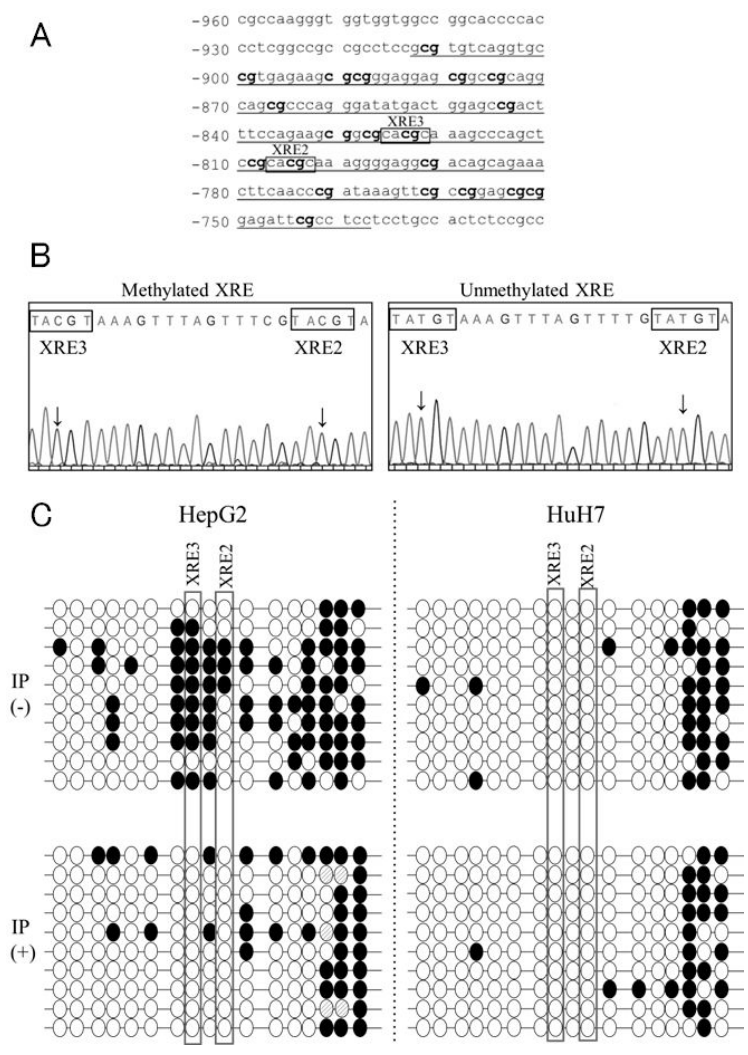 A
-960 cgccaagggt ggtggtggcc ggcaccccac
-930 cctcggccgc cgcctccgcg tgtcaggtgc
-900 cgtgagaagc gcgggaggag cggccgcagg
-870 cagcgcccag ggatatgact ggagccgact
XRE3
-840 ttccagaagc ggcgcacgca aagcccagct
XRE2
-810 ccgcacgcaa aggggaggcg acagcagaaa
-780 cttcaacccg ataaagttcg ccggagcgcg
-750 gagattcgcc tcctcctgcc actctccgcc
B
Methylated XRE
TACGTAAAGTTTAGTTTCGTACGTA
XRE3 XRE2
Unmethylated XRE
TATGTAAAGTTTAGTTTTGTATGTA
XRE3 XRE2
C
HepG2 HuH7
XRE3 XRE2 XRE3 XRE2
IP
(-)
IP
(+)